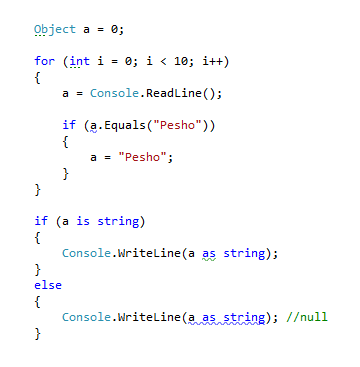 Object a = 0;
for (int i = 0; i < 10; i++)
{
a = Console.ReadLine();
if (a.Equals("Pesho"))
{
a = "Pesho";
}
}
if (a is string)
{
Console.WriteLine(a as string);
}
else
{
Console.WriteLine(a as string); //null
}